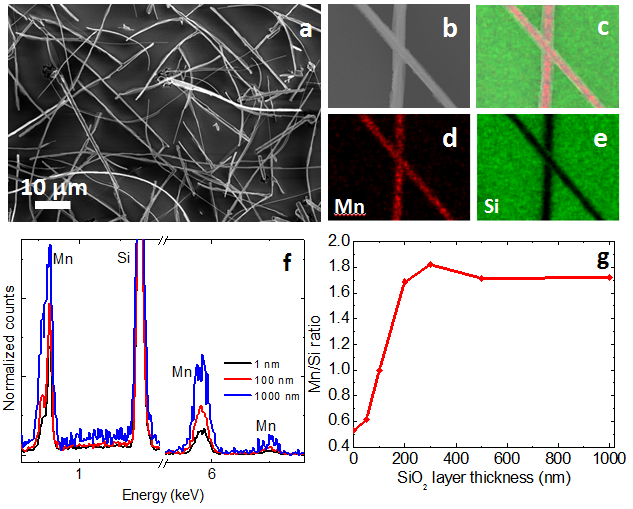 a
10 μm
b
c
d
Mn
e
Si
f
Mn
Si
Mn
Mn
1 nm
100 nm
1000 nm
Normalized counts
1
6
Energy (keV)
g
2.0
1.8
1.6
1.4
1.2
1.0
0.8
0.6
0.4
Mn/Si ratio
0
200
400
600
800
1000
SiO₂ layer thickness (nm)